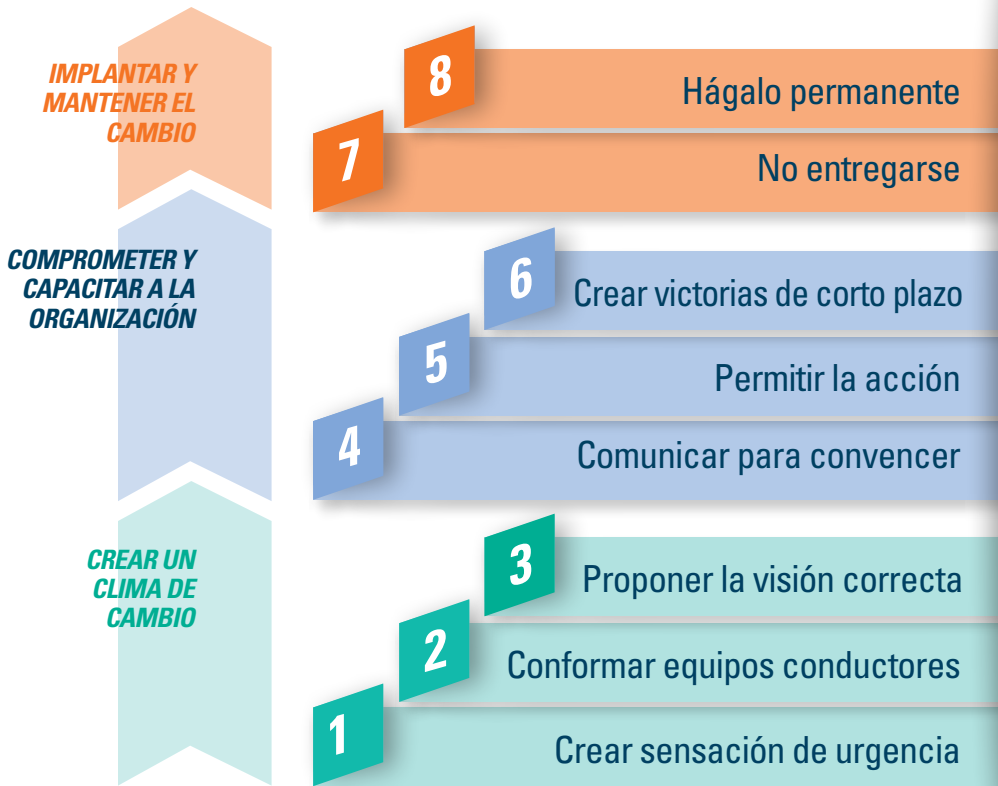 IMPLANTAR Y
MANTENER EL
CAMBIO
8
Hágalo permanente
7
No entregarse
COMPROMETER Y
CAPACITAR A LA
ORGANIZACIÓN
6
Crear victorias de corto plazo
5
Permitir la acción
4
Comunicar para convencer
CREAR UN
CLIMA DE
CAMBIO
3
Proponer la visión correcta
2
Conformar equipos conductores
1
Crear sensación de urgencia